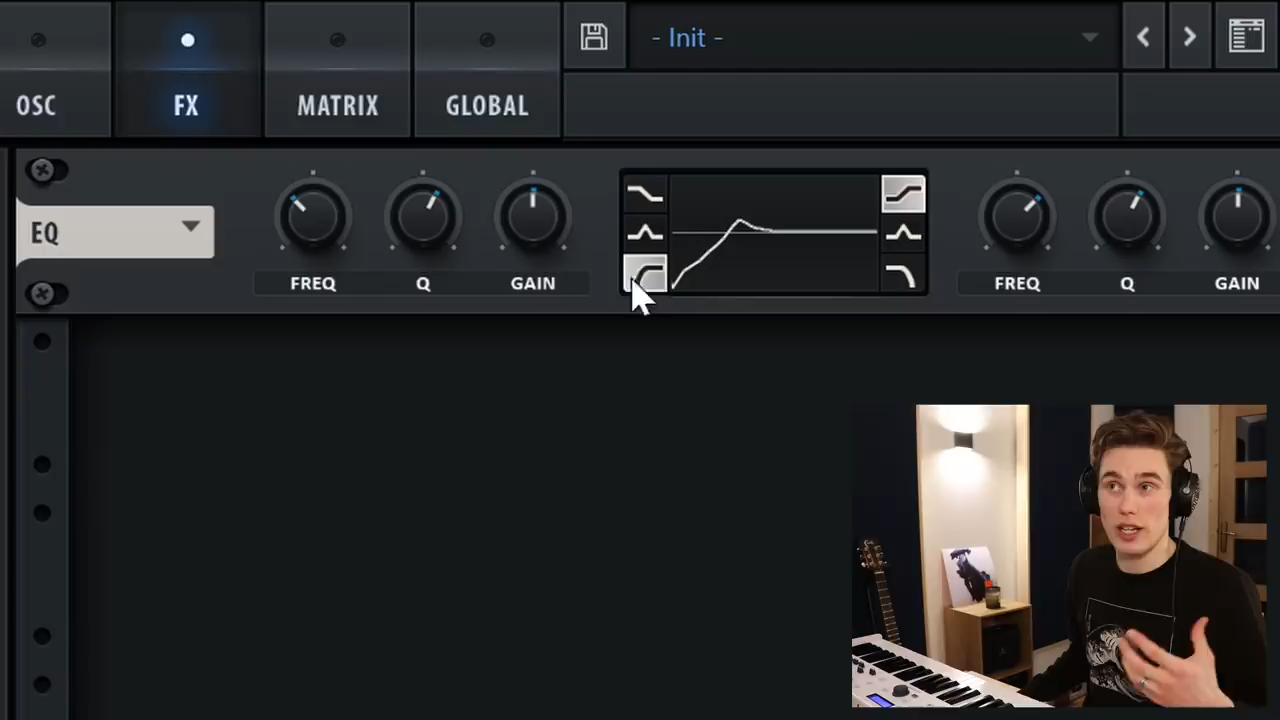 - Init -
OSC
FX
MATRIX
GLOBAL
EQ
FREQ
Q
GAIN
FREQ
Q
GAIN